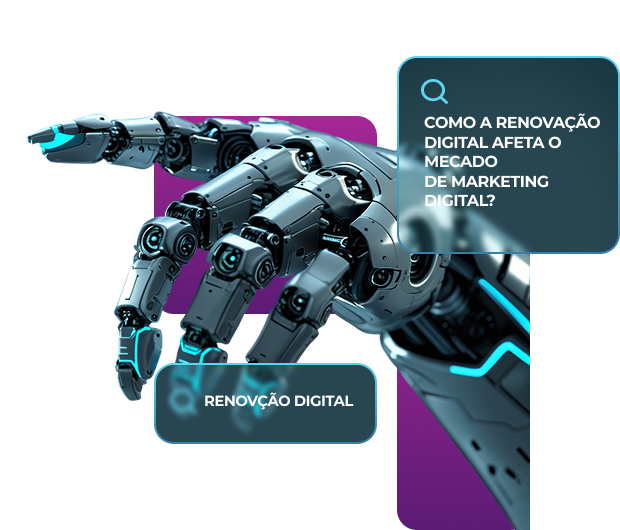 COMO A RENOVAÇÃO
DIGITAL AFETA O
MECADO
DE MARKETING
DIGITAL?
RENOVÇÃO DIGITAL